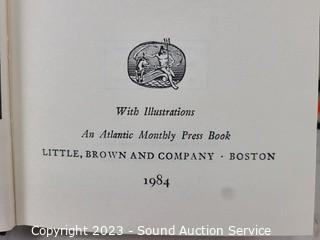 With Illustrations
An Atlantic Monthly Press Book
LITTLE, BROWN AND COMPANY · BOSTON
1984
Copyright 2023 - Sound Auction Service